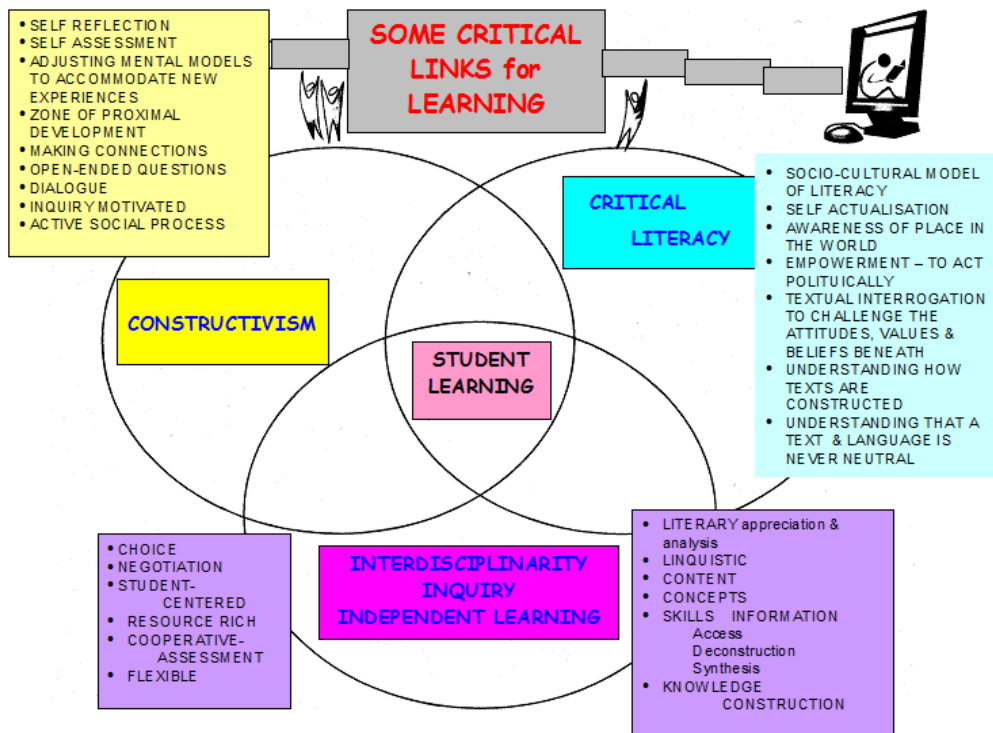 SOME CRITICAL
LINKS for
LEARNING
• SELF REFLECTION
• SELF ASSESSMENT
• ADJUSTING MENTAL MODELS
TO ACCOMMODATE NEW
EXPERIENCES
• ZONE OF PROXIMAL
DEVELOPMENT
• MAKING CONNECTIONS
• OPEN-ENDED QUESTIONS
• DIALOGUE
• INQUIRY MOTIVATED
• ACTIVE SOCIAL PROCESS
CRITICAL
LITERACY
• SOCIO-CULTURAL MODEL
OF LITERACY
• SELF ACTUALISATION
• AWARENESS OF PLACE IN
THE WORLD
• EMPOWERMENT – TO ACT
POLITUICALLY
• TEXTUAL INTERROGATION
TO CHALLENGE THE
ATTITUDES, VALUES &
BELIEFS BENEATH
• UNDERSTANDING HOW
TEXTS ARE
CONSTRUCTED
• UNDERSTANDING THAT A
TEXT & LANGUAGE IS
NEVER NEUTRAL
CONSTRUCTIVISM
STUDENT
LEARNING
• CHOICE
• NEGOTIATION
• STUDENT-
CENTERED
• RESOURCE RICH
• COOPERATIVE-
ASSESSMENT
• FLEXIBLE
INTERDISCIPLINARITY
INQUIRY
INDEPENDENT LEARNING
• LITERARY appreciation &
analysis
• LINQUISTIC
• CONTENT
• CONCEPTS
• SKILLS INFORMATION
Access
Deconstruction
Synthesis
• KNOWLEDGE
CONSTRUCTION